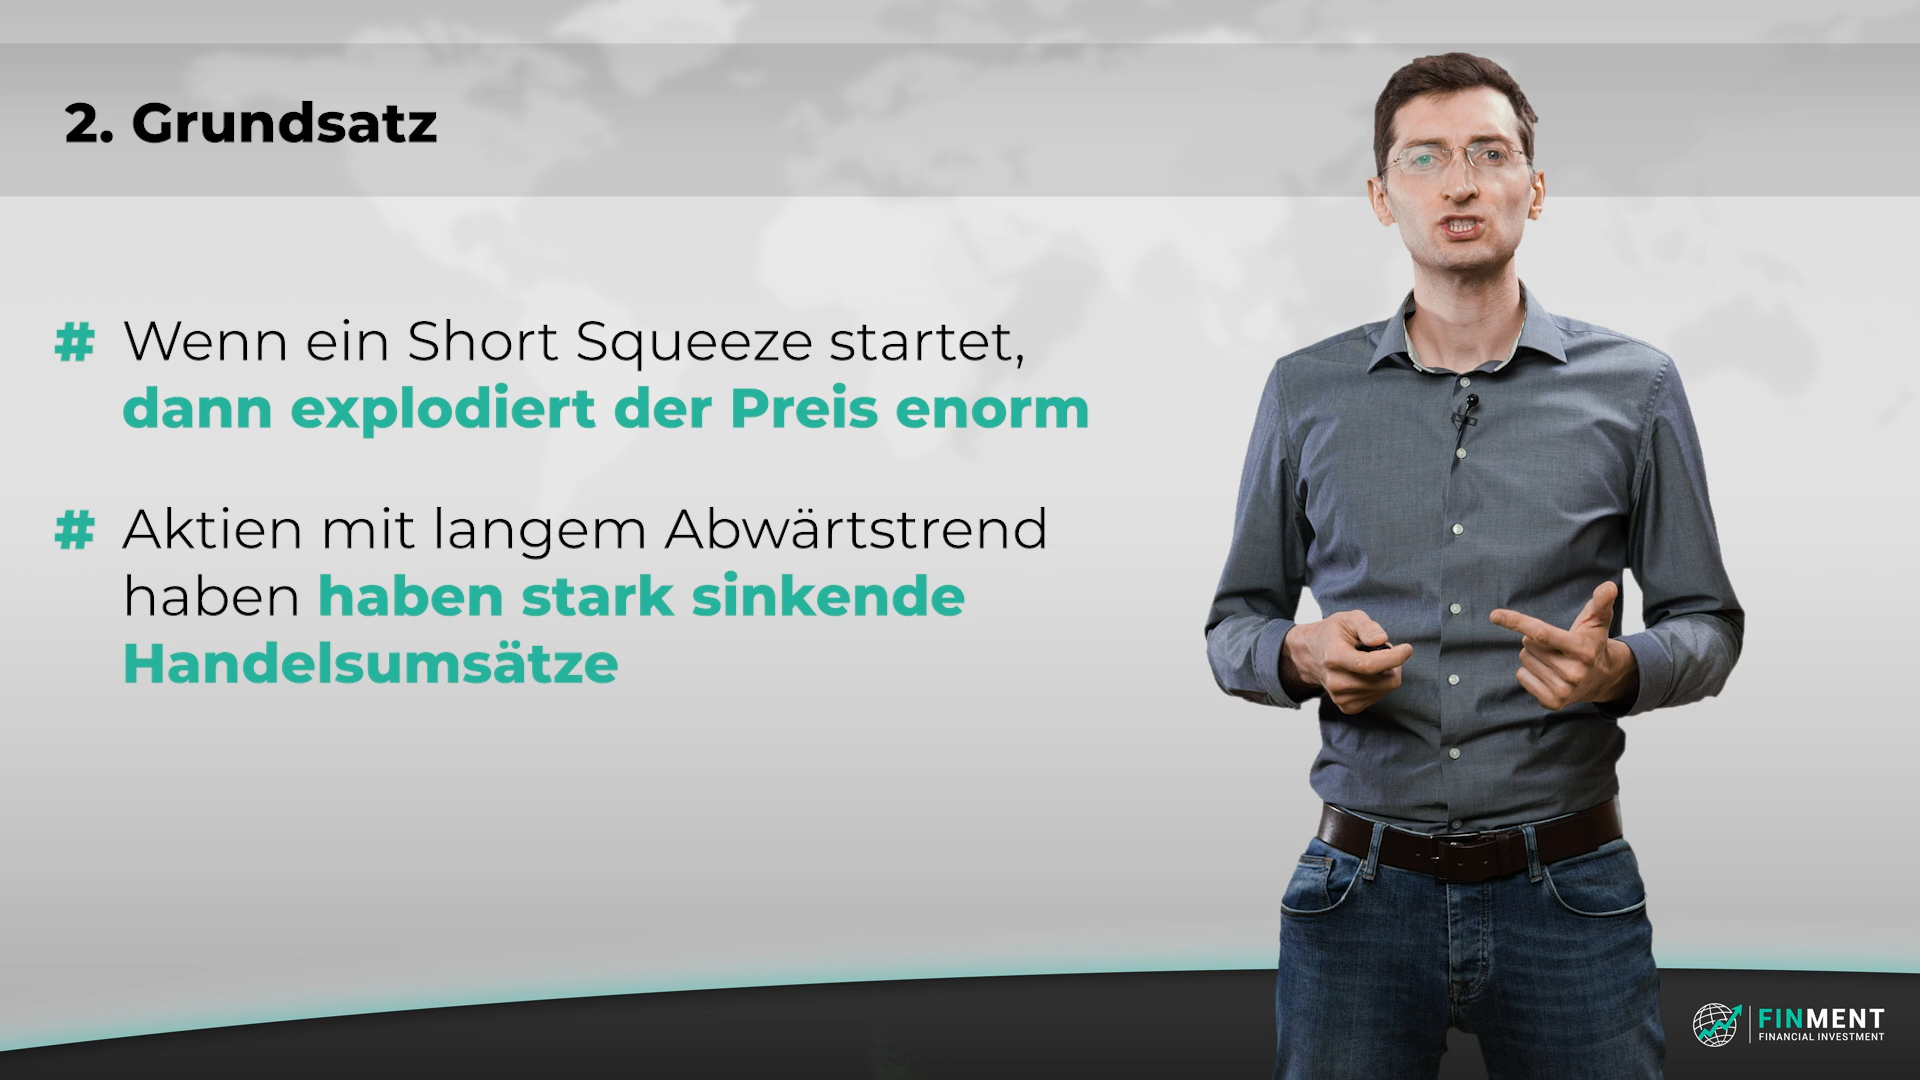 2. Grundsatz
# Wenn ein Short Squeeze startet,
dann explodiert der Preis enorm
# Aktien mit langem Abwärtstrend
haben haben stark sinkende
Handelsumsätze
FINMENT
FINANCIAL INVESTMENT